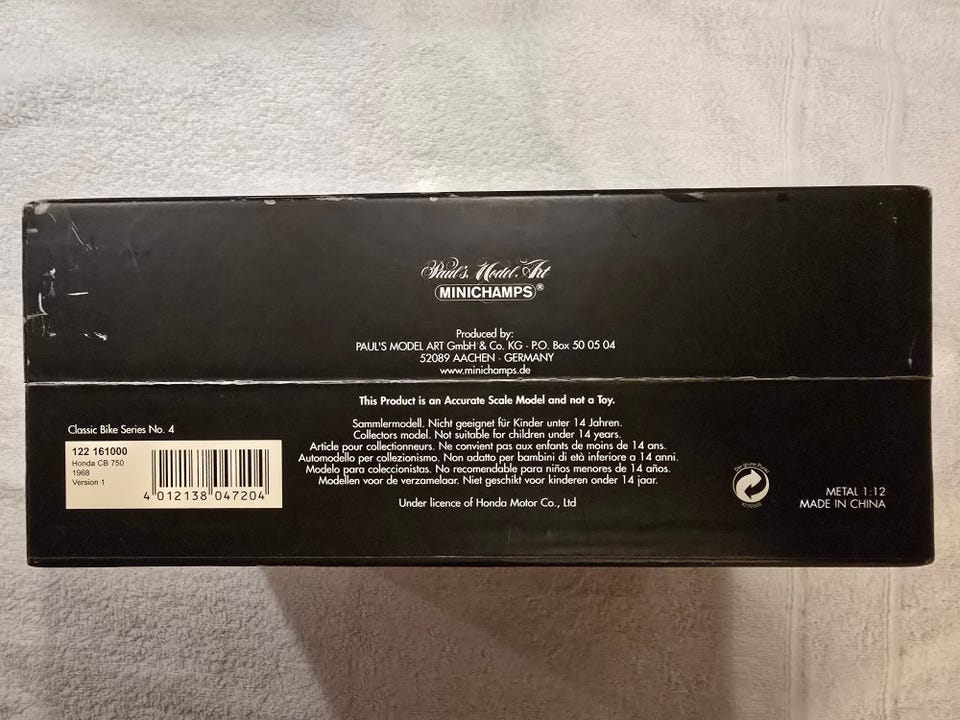 Paul's Model Art
MINICHAMPS®
Produced by:
PAUL'S MODEL ART GmbH & Co. KG · P.O. Box 50 05 04
52089 AACHEN · GERMANY
www.minichamps.de
This Product is an Accurate Scale Model and not a Toy.
Classic Bike Series No. 4
122 161000
Honda CB 750
1968
Version 1
4 012138 047204
Sammlermodell. Nicht geeignet für Kinder unter 14 Jahren.
Collectors model. Not suitable for children under 14 years.
Article pour collectionneurs. Ne convient pas aux enfants de moins de 14 ans.
Automodello per collezionismo. Non adatto per bambini di età inferiore a 14 anni.
Modelo para coleccionistas. No recomendable para niños menores de 14 años.
Modellen voor de verzamelaar. Niet geschikt voor kinderen onder 14 jaar.
Under licence of Honda Motor Co., Ltd
Der Grüne Punkt
METAL 1:12
MADE IN CHINA